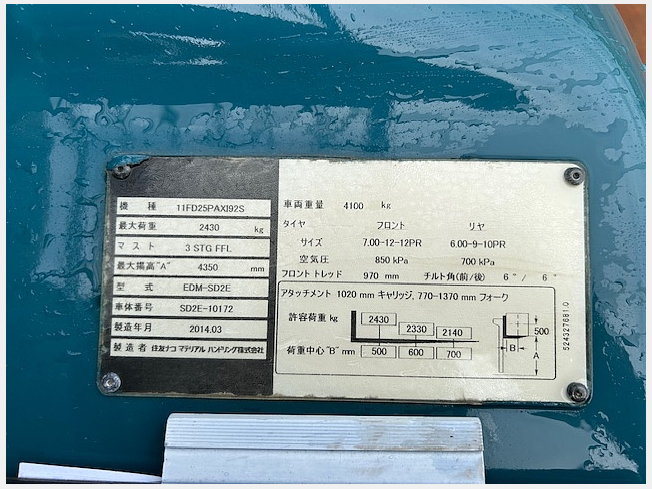 機種 11FD25PAXI92S
最大荷重 2430 kg
マスト 3 STG FFL
最大揚高"A" 4350 mm
型式 EDM-SD2E
車体番号 SD2E-10172
製造年月 2014.03
製造者 住友ナコ マテリアル ハンドリング株式会社
車両重量 4100 kg
タイヤ フロント リヤ
サイズ 7.00-12-12PR 6.00-9-10PR
空気圧 850 kPa 700 kPa
フロント トレッド 970 mm チルト角(前/後) 6° / 6°
アタッチメント 1020 mm キャリッジ, 770-1370 mm フォーク
許容荷重 kg 2430 2330 2140
荷重中心 "B" mm 500 600 700
500
B
A
524327681.0